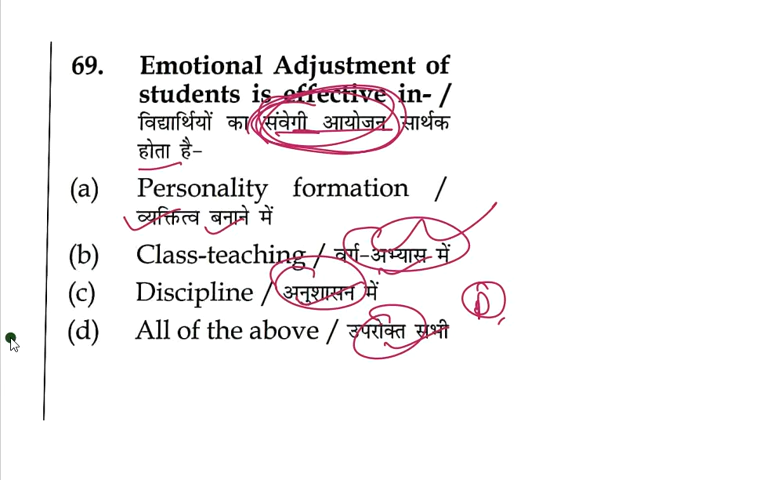 69. Emotional Adjustment of
students is effective in- /
विद्यार्थियों का संवेगी आयोजन सार्थक
होता है-
(a) Personality formation /
व्यक्तित्व बनाने में
(b) Class-teaching / वर्ग-अभ्यास में
(c) Discipline / अनुशासन में
D
(d) All of the above / उपरोक्त सभी